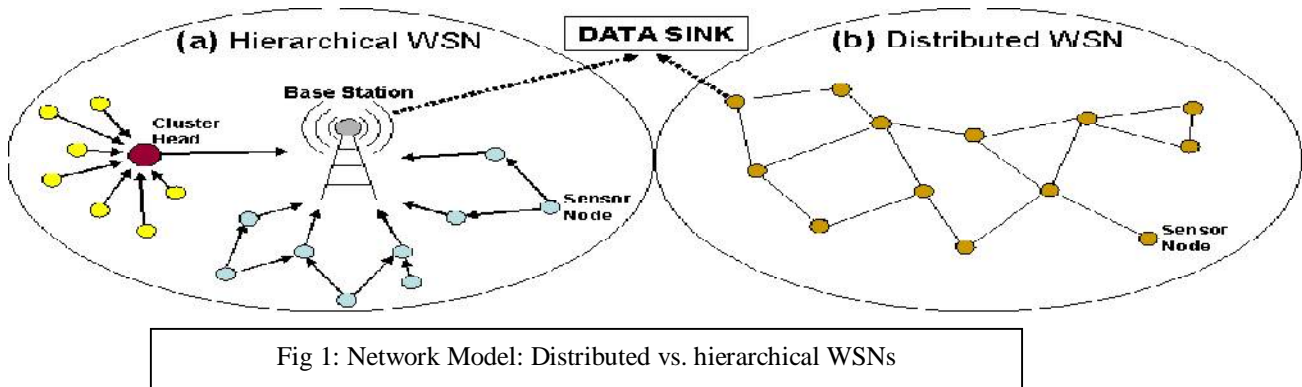 (a) Hierarchical WSN
DATA SINK
(b) Distributed WSN
Base Station
Cluster
Head
Sensor
Node
Sensor
Node
Fig 1: Network Model: Distributed vs. hierarchical WSNs